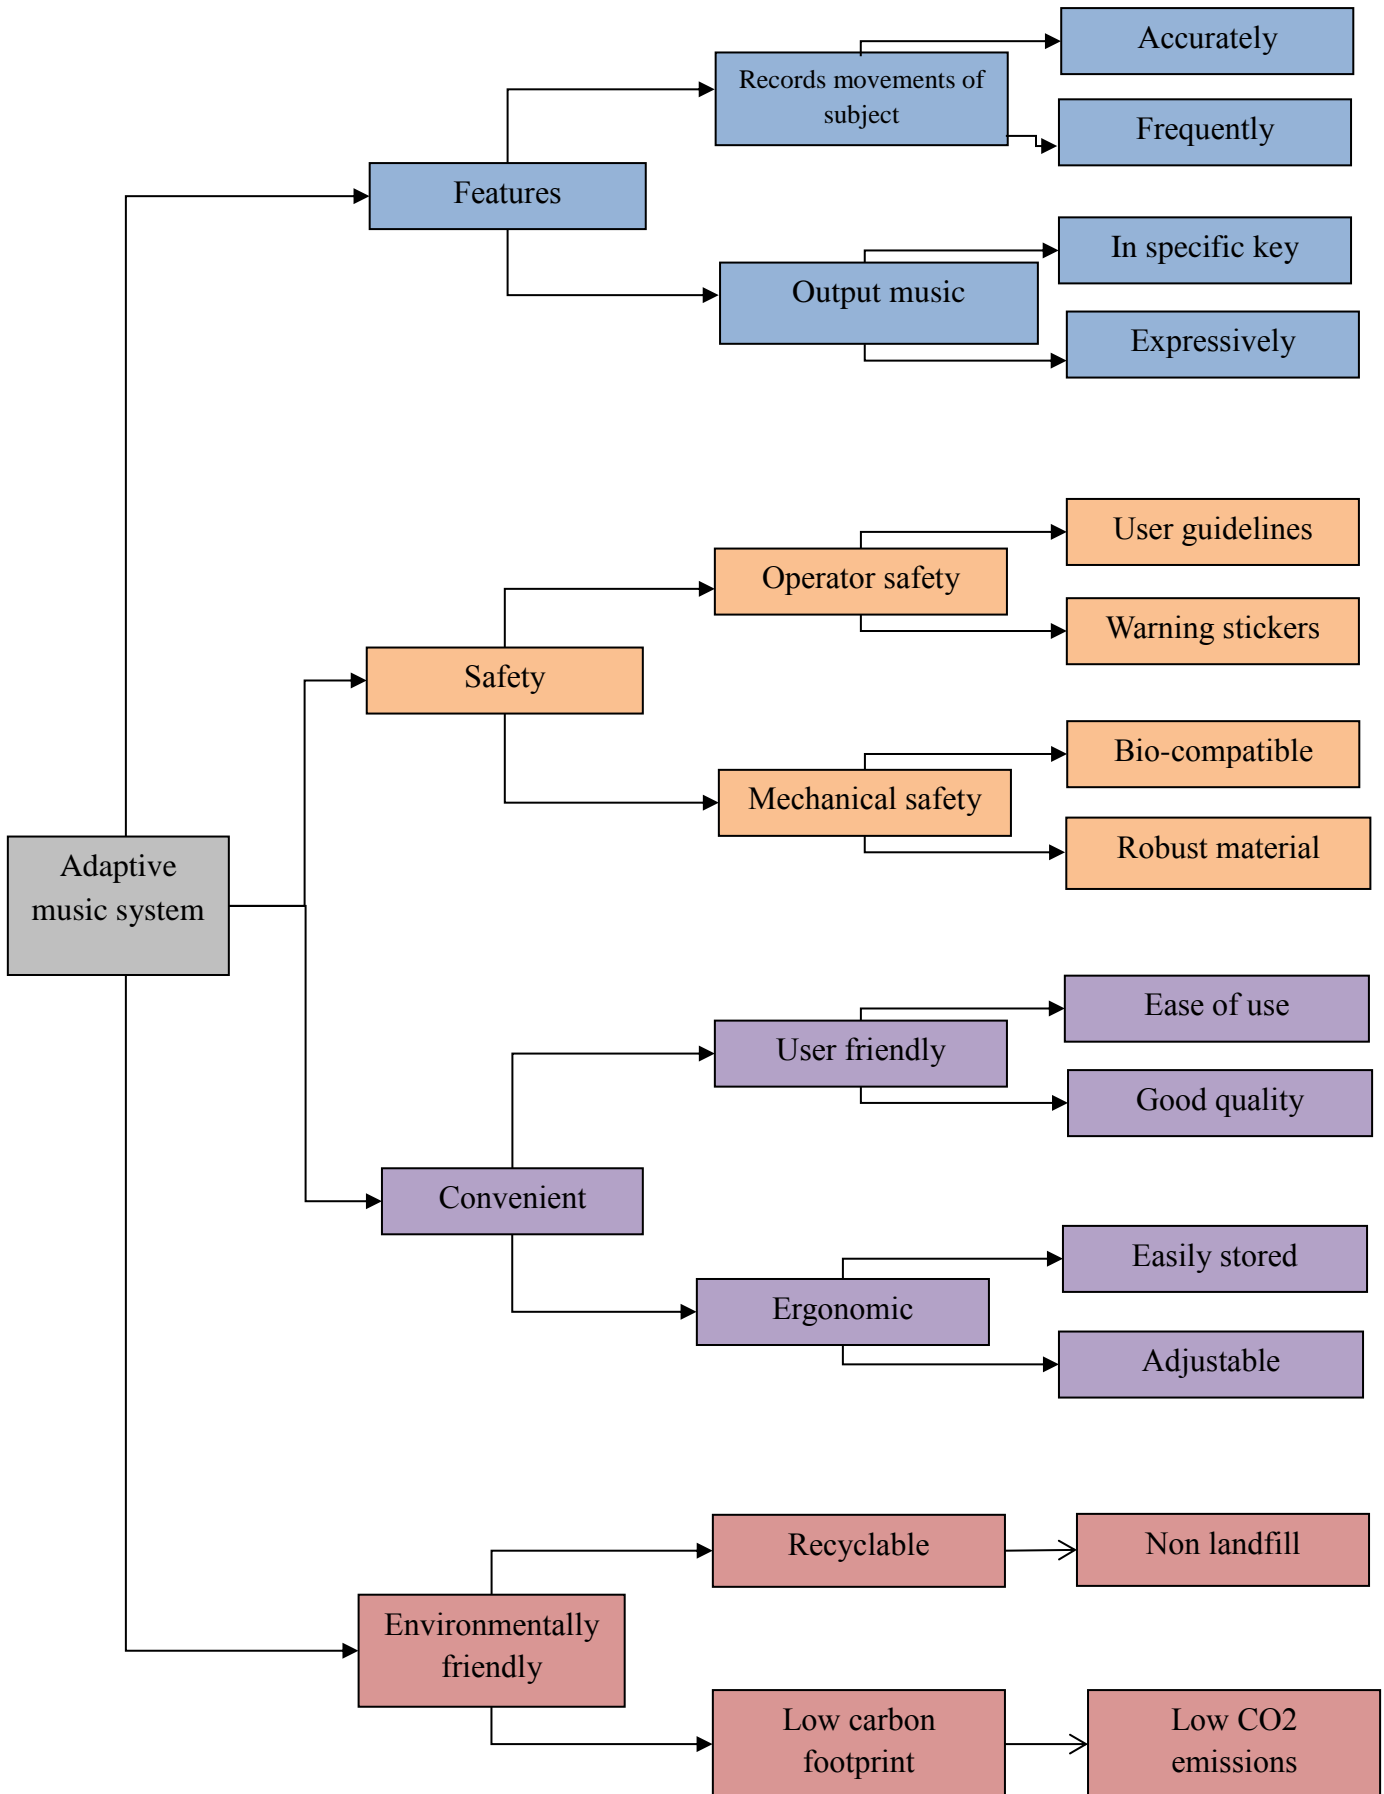 Accurately
Records movements of
subject
Frequently
Features
In specific key
Output music
Expressively
User guidelines
Operator safety
Warning stickers
Safety
Bio-compatible
Mechanical safety
Robust material
Adaptive
music system
Ease of use
User friendly
Good quality
Convenient
Easily stored
Ergonomic
Adjustable
Recyclable
Non landfill
Environmentally
friendly
Low carbon
footprint
Low CO2
emissions